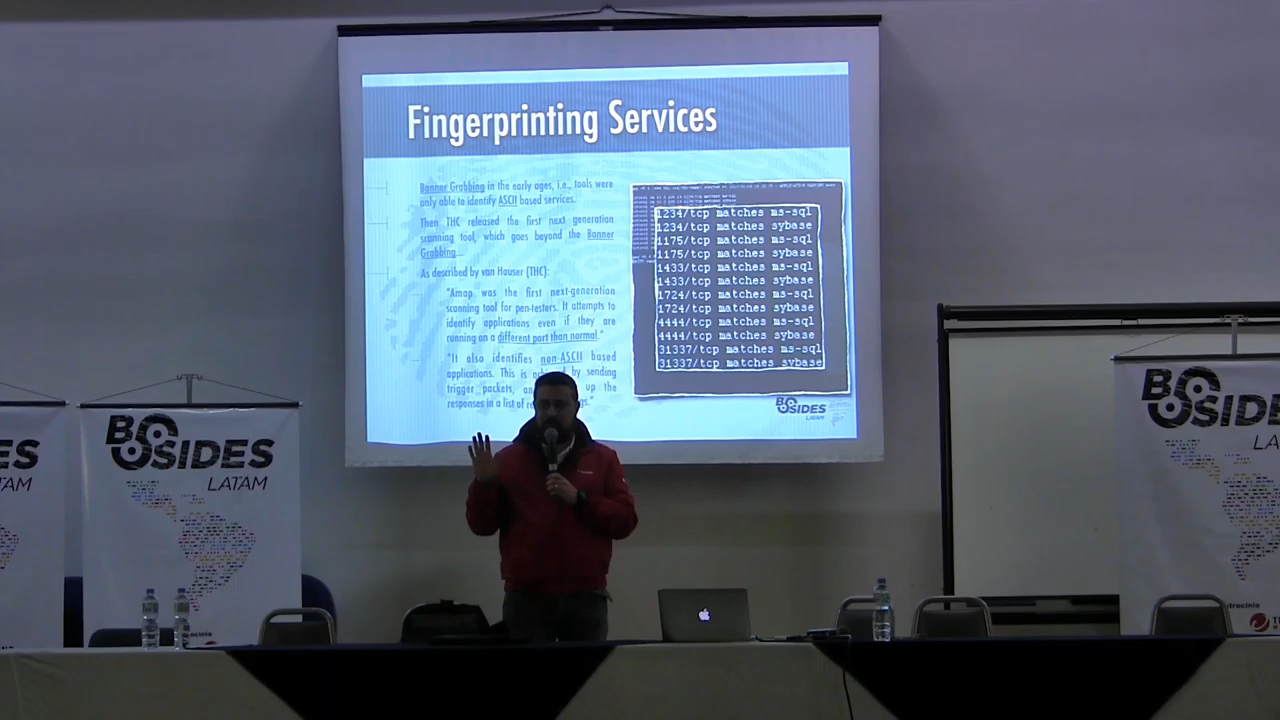 Fingerprinting Services
Banner Grabbing in the early ages, i.e., tools were
only able to identify ASCII based services.
Then THC released the first next generation
scanning tool, which goes beyond the Banner
Grabbing...
As described by van Hauser (THC):
"Amap was the first next-generation
scanning tool for pen-testers. It attempts to
identify applications even if they are
running on a different port than normal."
"It also identifies non-ASCII based
applications. This is by sending
trigger packets, up the
responses in a list of
1234/tcp matches ms-sql
1234/tcp matches sybase
1175/tcp matches ms-sql
1175/tcp matches sybase
1433/tcp matches ms-sql
1433/tcp matches sybase
1724/tcp matches ms-sql
1724/tcp matches sybase
4444/tcp matches ms-sql
4444/tcp matches sybase
31337/tcp matches ms-sql
31337/tcp matches sybase
BSIDES
LATAM
ES
TAM
BSIDES
LATAM
BSIDE
LA